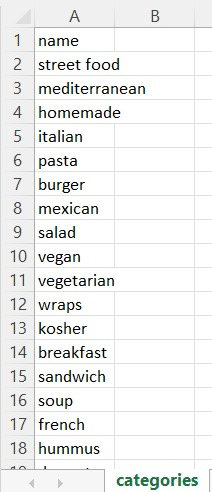 A B
1 name
2 street food
3 mediterranean
4 homemade
5 italian
6 pasta
7 burger
8 mexican
9 salad
10 vegan
11 vegetarian
12 wraps
13 kosher
14 breakfast
15 sandwich
16 soup
17 french
18 hummus
categories